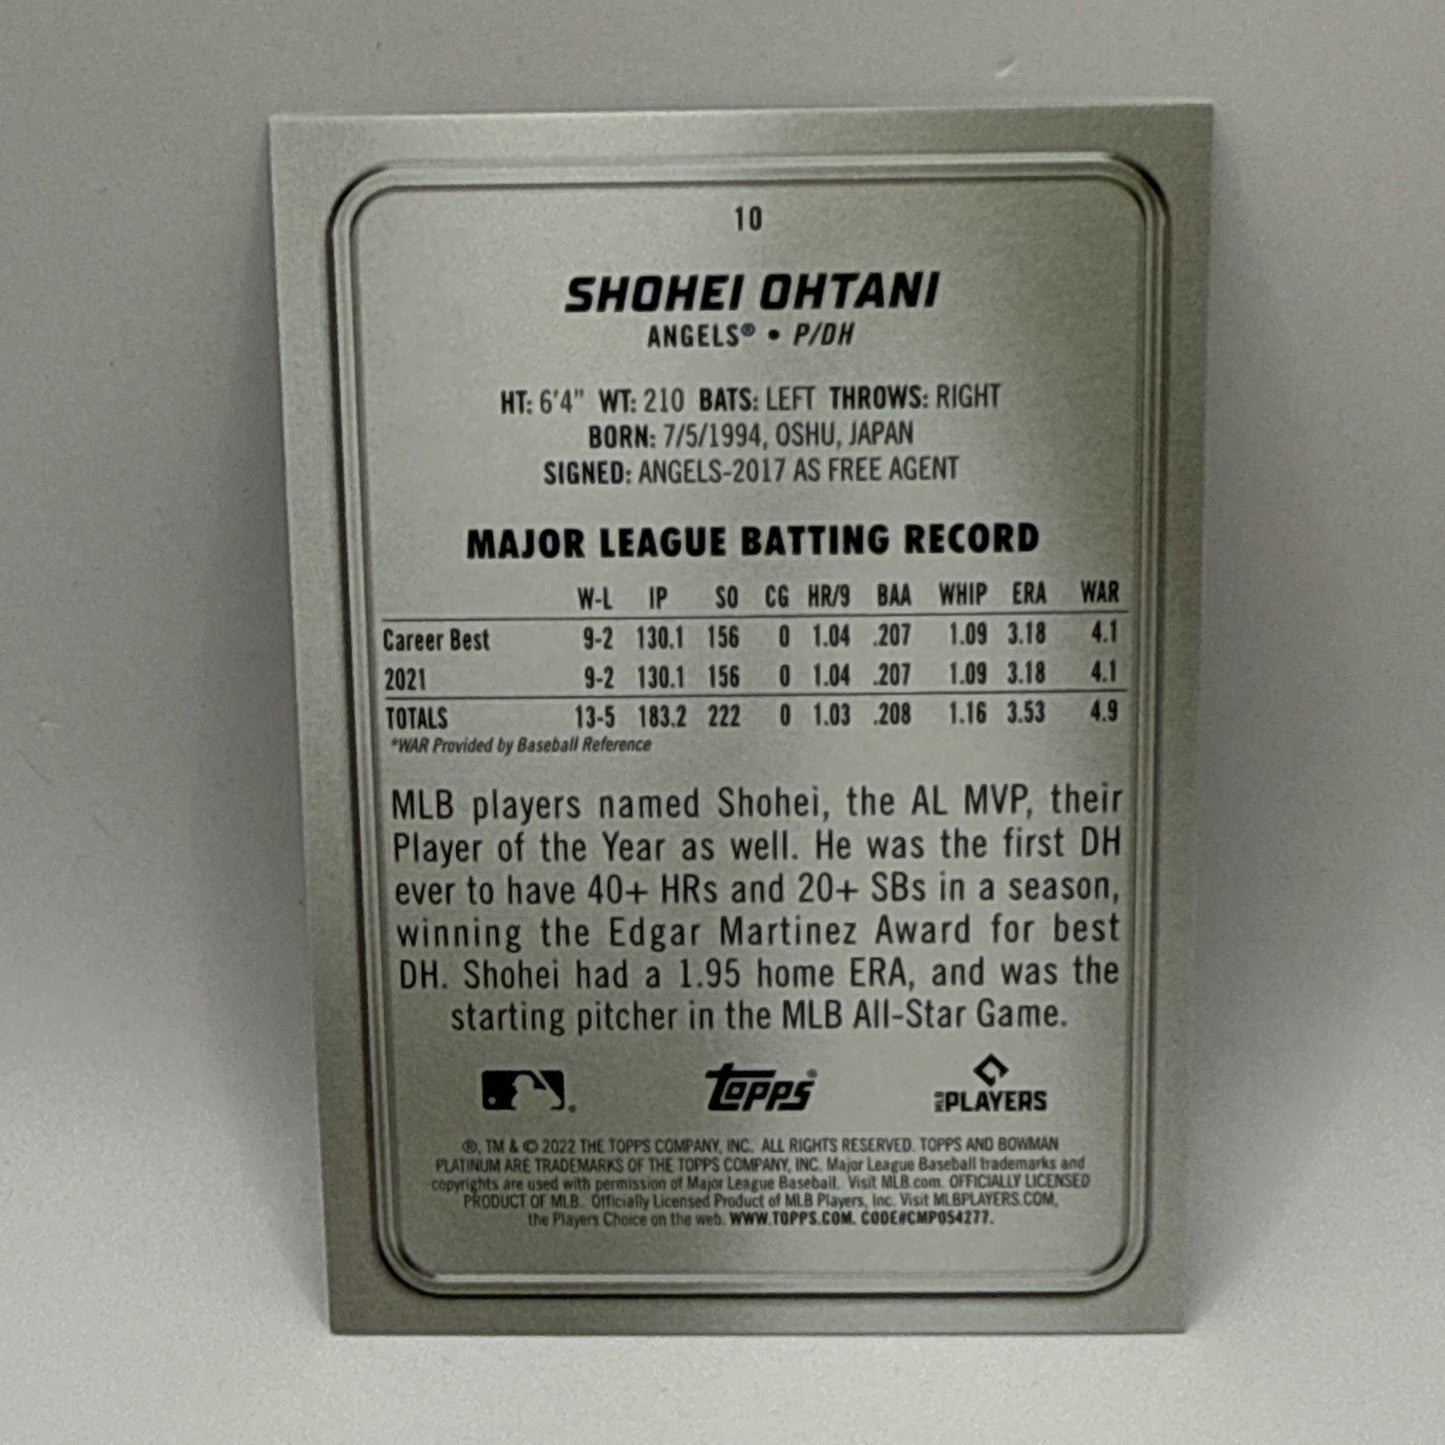 10
SHOHEI OHTANI
ANGELS® • P/DH
HT: 6'4" WT: 210 BATS: LEFT THROWS: RIGHT
BORN: 7/5/1994, OSHU, JAPAN
SIGNED: ANGELS-2017 AS FREE AGENT
MAJOR LEAGUE BATTING RECORD
W-L IP SO CG HR/9 BAA WHIP ERA WAR
Career Best 9-2 130.1 156 0 1.04 .207 1.09 3.18 4.1
2021 9-2 130.1 156 0 1.04 .207 1.09 3.18 4.1
TOTALS 13-5 183.2 222 0 1.03 .208 1.16 3.53 4.9
*WAR Provided by Baseball Reference
MLB players named Shohei, the AL MVP, their
Player of the Year as well. He was the first DH
ever to have 40+ HRs and 20+ SBs in a season,
winning the Edgar Martinez Award for best
DH. Shohei had a 1.95 home ERA, and was the
starting pitcher in the MLB All-Star Game.
TOPPS® MLB PLAYERS
®, TM & © 2022 THE TOPPS COMPANY, INC. ALL RIGHTS RESERVED. TOPPS AND BOWMAN
PLATINUM ARE TRADEMARKS OF THE TOPPS COMPANY, INC. Major League Baseball trademarks and
copyrights are used with permission of Major League Baseball. Visit MLB.com. OFFICIALLY LICENSED
PRODUCT OF MLB. Officially Licensed Product of MLB Players, Inc. Visit MLBPLAYERS.COM,
the Players Choice on the web. WWW.TOPPS.COM. CODE#CMP054277.